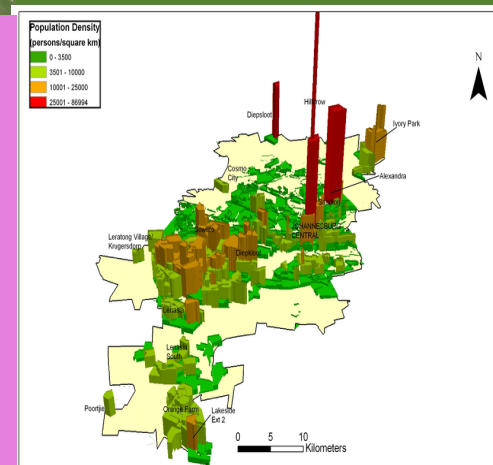 Population Density
(persons/square km)
0 - 3500
3501 - 10000
10001 - 25000
25001 - 86994
N
Diepsloot
Hillbrow
Ivory Park
Cosmo
City
Alexandra
Sandton
JOHANNESBURG
CENTRAL
Leratong Village/
Krugersdorp
Soweto
Diepkloof
Lenasia
Lenasia
South
Poortjie
Orange Farm
Lakeside
Ext 2
0 5 10
Kilometers